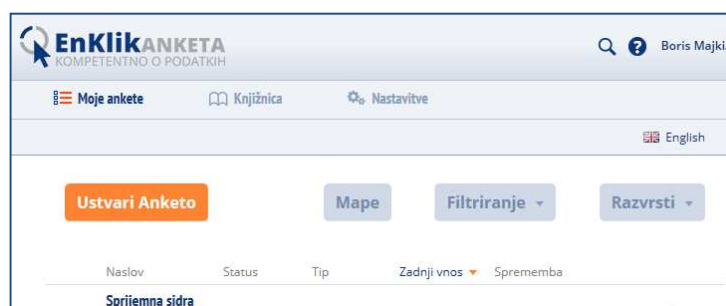 EnKlikANKETA
KOMPETENTNO O PODATKIH
Boris Majki
Moje ankete Knjižnica Nastavitve
English
Ustvari Anketo Mape Filtriranje Razvrsti
Naslov Status Tip Zadnji vnos Sprememba
Sprijemna sidra